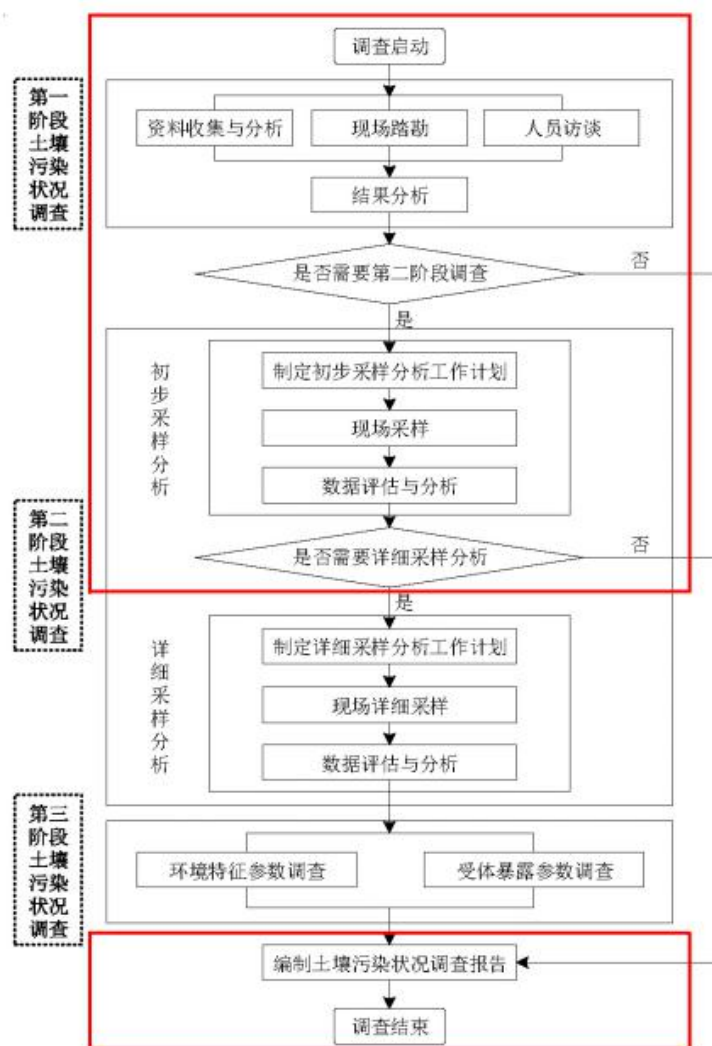 调查启动
第一
阶段
土壤
污染
状况
调查
资料收集与分析
现场踏勘
人员访谈
结果分析
是否需要第二阶段调查
否
是
初步采样分析
制定初步采样分析工作计划
现场采样
数据评估与分析
第二
阶段
土壤
污染
状况
调查
是否需要详细采样分析
否
是
详细采样分析
制定详细采样分析工作计划
现场详细采样
数据评估与分析
第三
阶段
土壤
污染
状况
调查
环境特征参数调查
受体暴露参数调查
编制土壤污染状况调查报告
调查结束